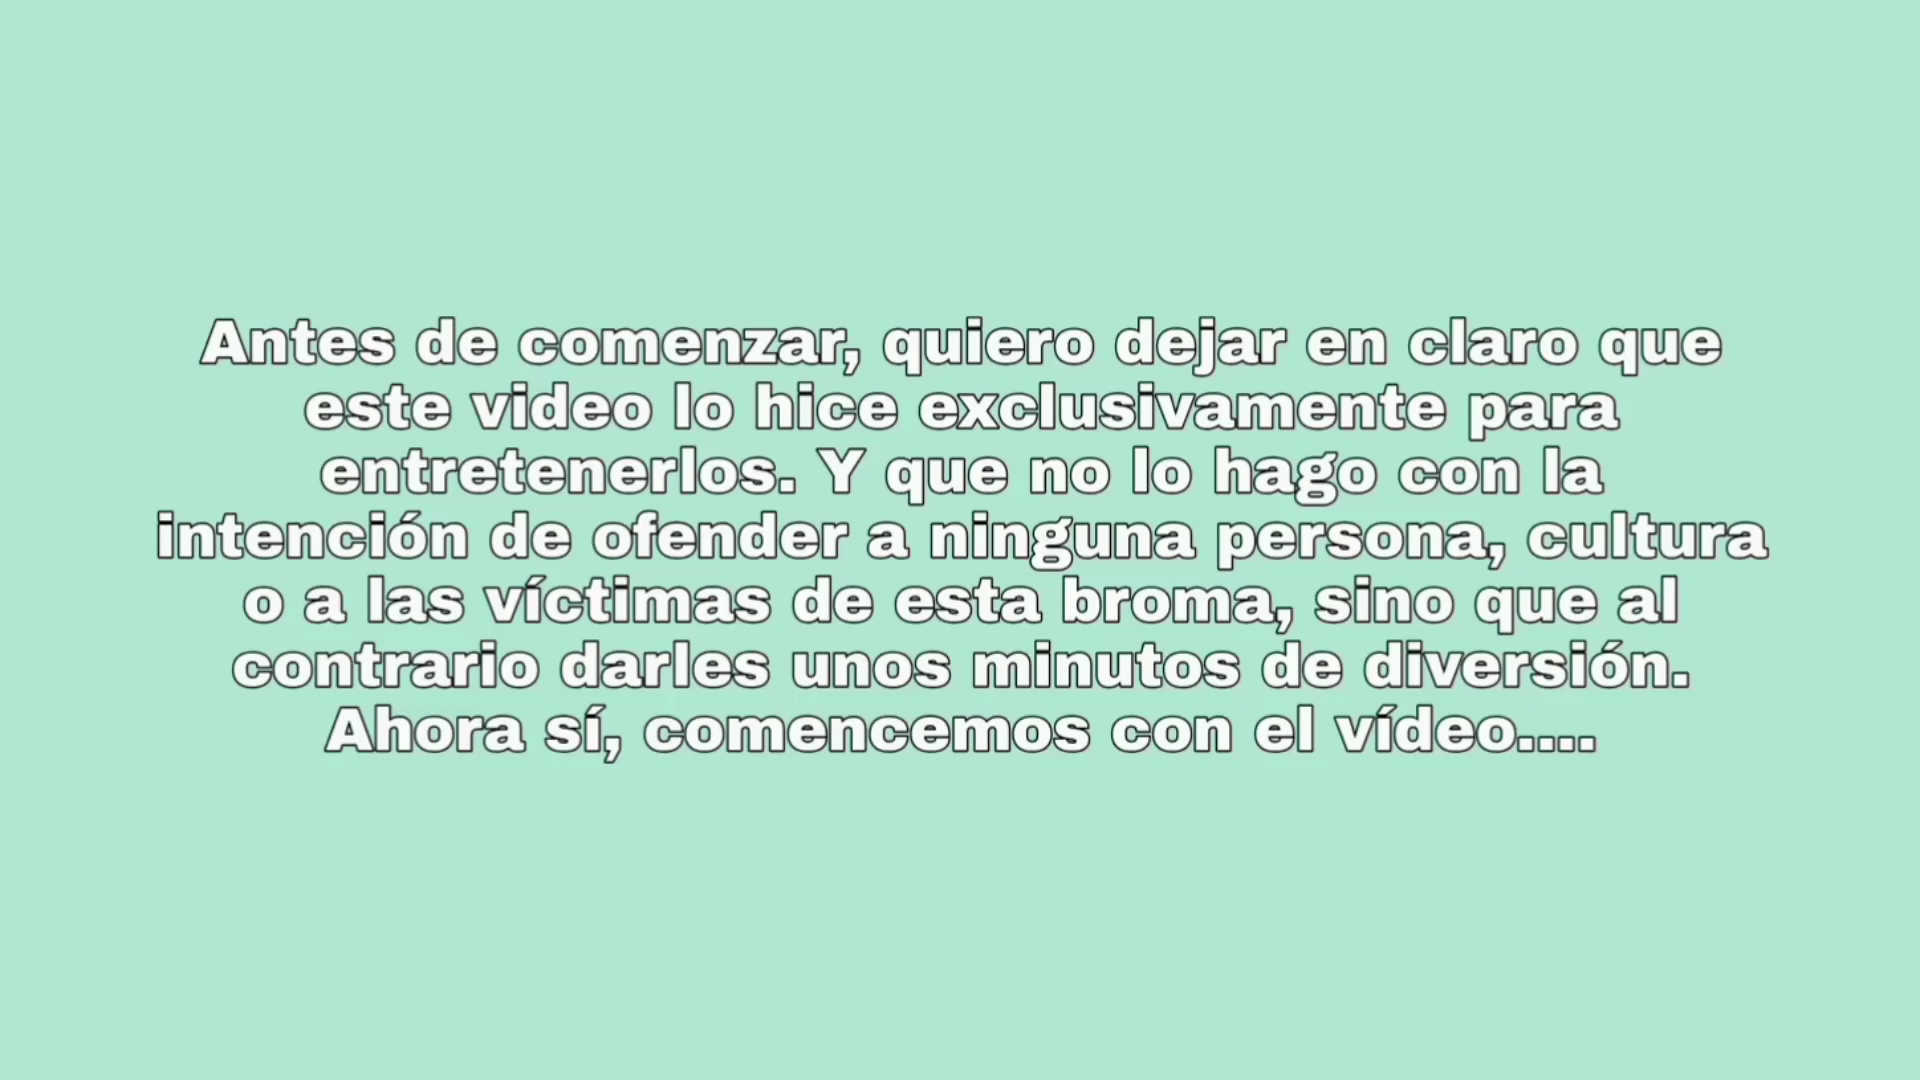 Antes de comenzar, quiero dejar en claro que
este video lo hice exclusivamente para
entretenerlos. Y que no lo hago con la
intención de ofender a ninguna persona, cultura
o a las víctimas de esta broma, sino que al
contrario darles unos minutos de diversión.
Ahora sí, comencemos con el vídeo....